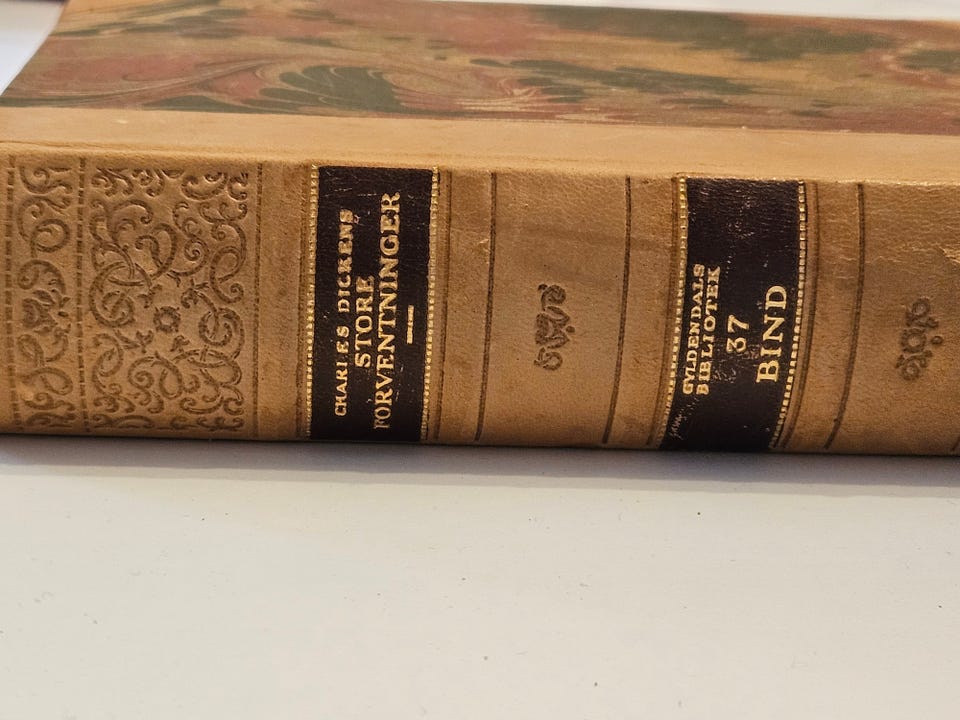 CHARLES DICKENS
STORE
FORVENTNINGER
GYLDENDALS
BIBLIOTEK
37
BIND